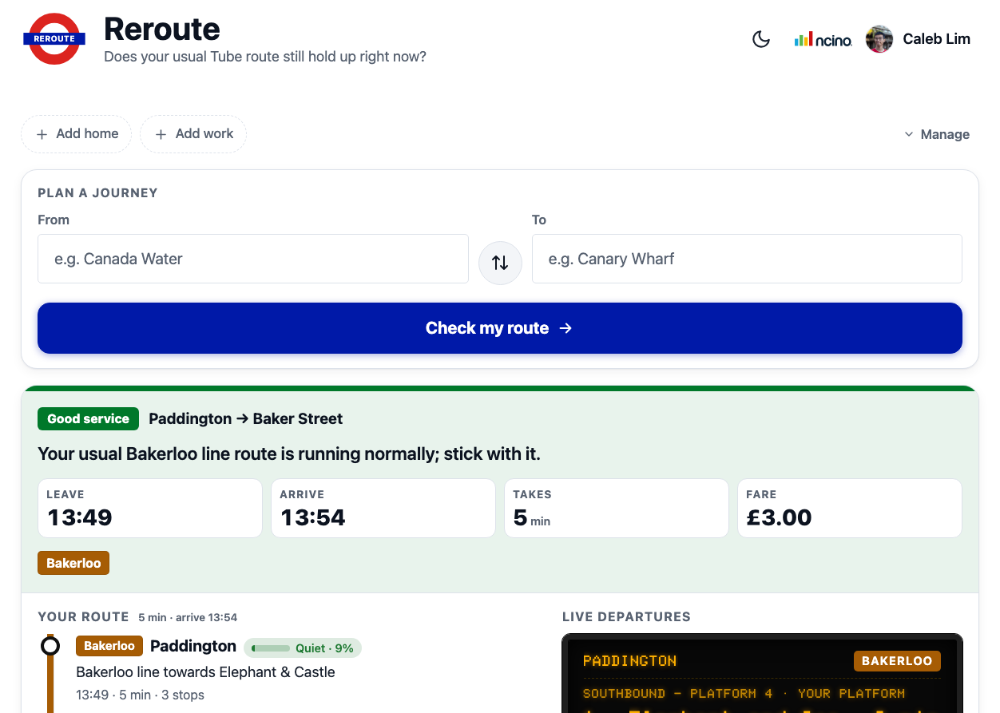 REROUTE
Reroute
Does your usual Tube route still hold up right now?
ncino.
Caleb Lim
+ Add home
+ Add work
Manage
PLAN A JOURNEY
From
To
e.g. Canada Water
e.g. Canary Wharf
Check my route →
Good service
Paddington → Baker Street
Your usual Bakerloo line route is running normally; stick with it.
LEAVE
13:49
ARRIVE
13:54
TAKES
5 min
FARE
£3.00
Bakerloo
YOUR ROUTE 5 min · arrive 13:54
Bakerloo Paddington Quiet · 9%
Bakerloo line towards Elephant & Castle
13:49 · 5 min · 3 stops
LIVE DEPARTURES
PADDINGTON
BAKERLOO
SOUTHBOUND - PLATFORM 4 · YOUR PLATFORM